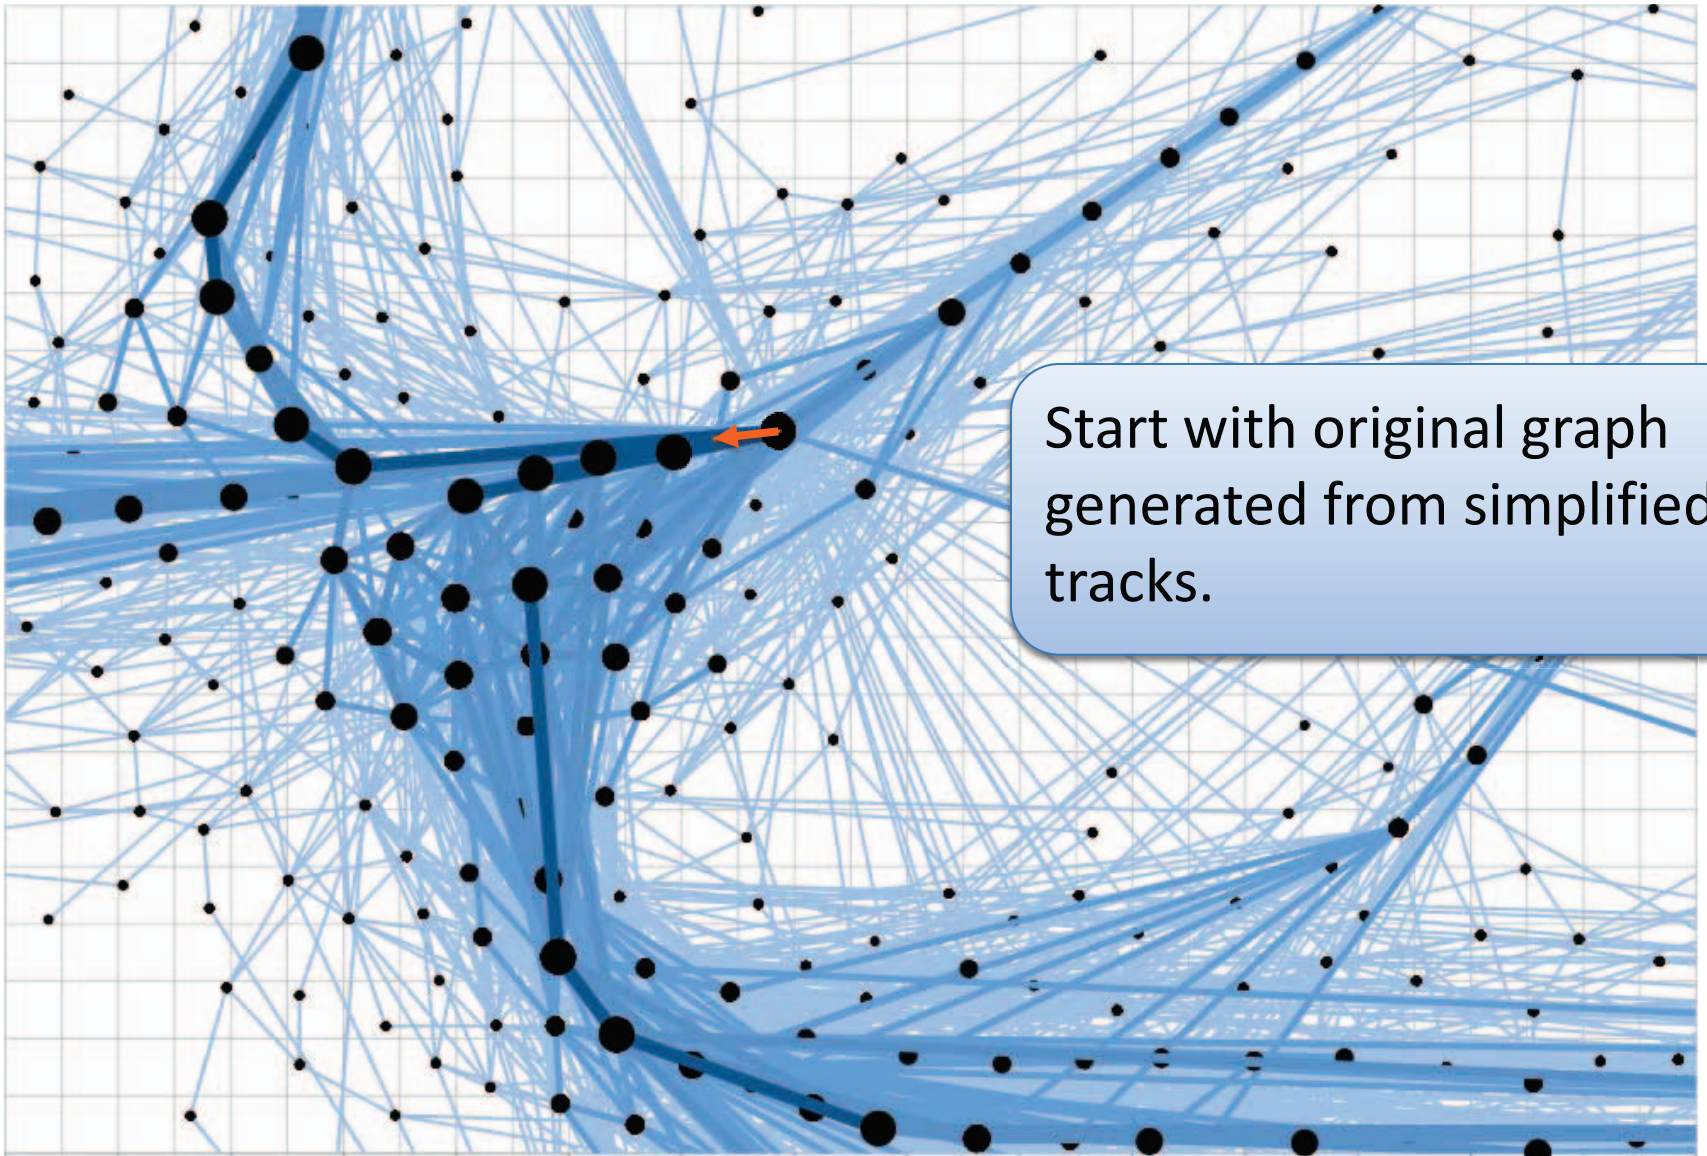 Start with original graph
generated from simplified
tracks.